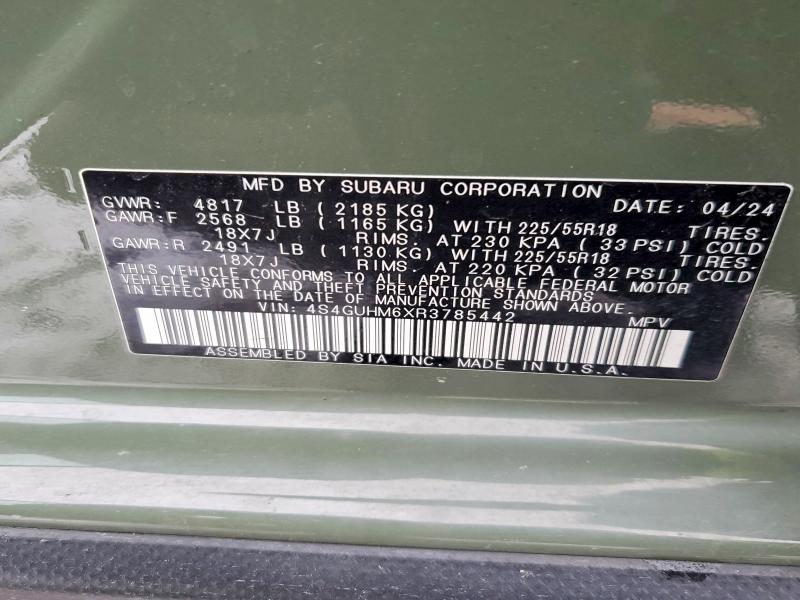 MFD BY SUBARU CORPORATION
GVWR: 4817 LB ( 2185 KG) DATE: 04/24
GAWR:F 2568 LB ( 1165 KG) WITH 225/55R18 TIRES.
18X7J RIMS. AT 230 KPA ( 33 PSI) COLD
GAWR:R 2491 LB ( 1130 KG) WITH 225/55R18 TIRES.
18X7J RIMS. AT 220 KPA ( 32 PSI) COLD
THIS VEHICLE CONFORMS TO ALL APPLICABLE FEDERAL MOTOR
VEHICLE SAFETY AND THEFT PREVENTION STANDARDS
IN EFFECT ON THE DATE OF MANUFACTURE SHOWN ABOVE.
VIN: 4S4GUHM6XR3785442 MPV
ASSEMBLED BY SIA INC. MADE IN U.S.A.